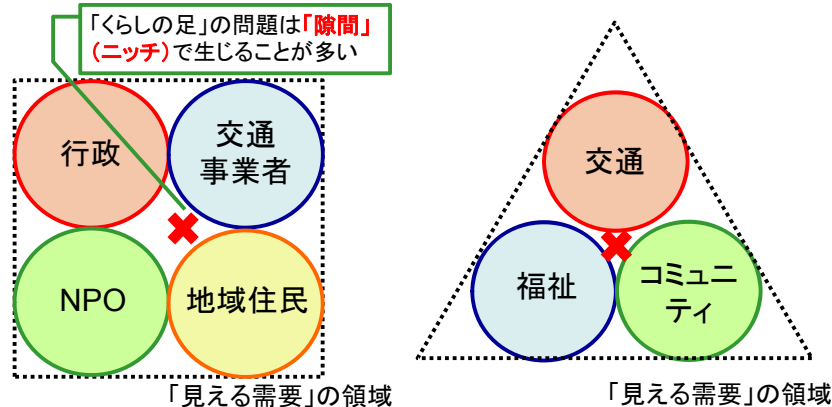 「くらしの足」の問題は「隙間」
（ニッチ）で生じることが多い
行政
交通
事業者
NPO
地域住民
「見える需要」の領域
交通
福祉
コミュニ
ティ
「見える需要」の領域